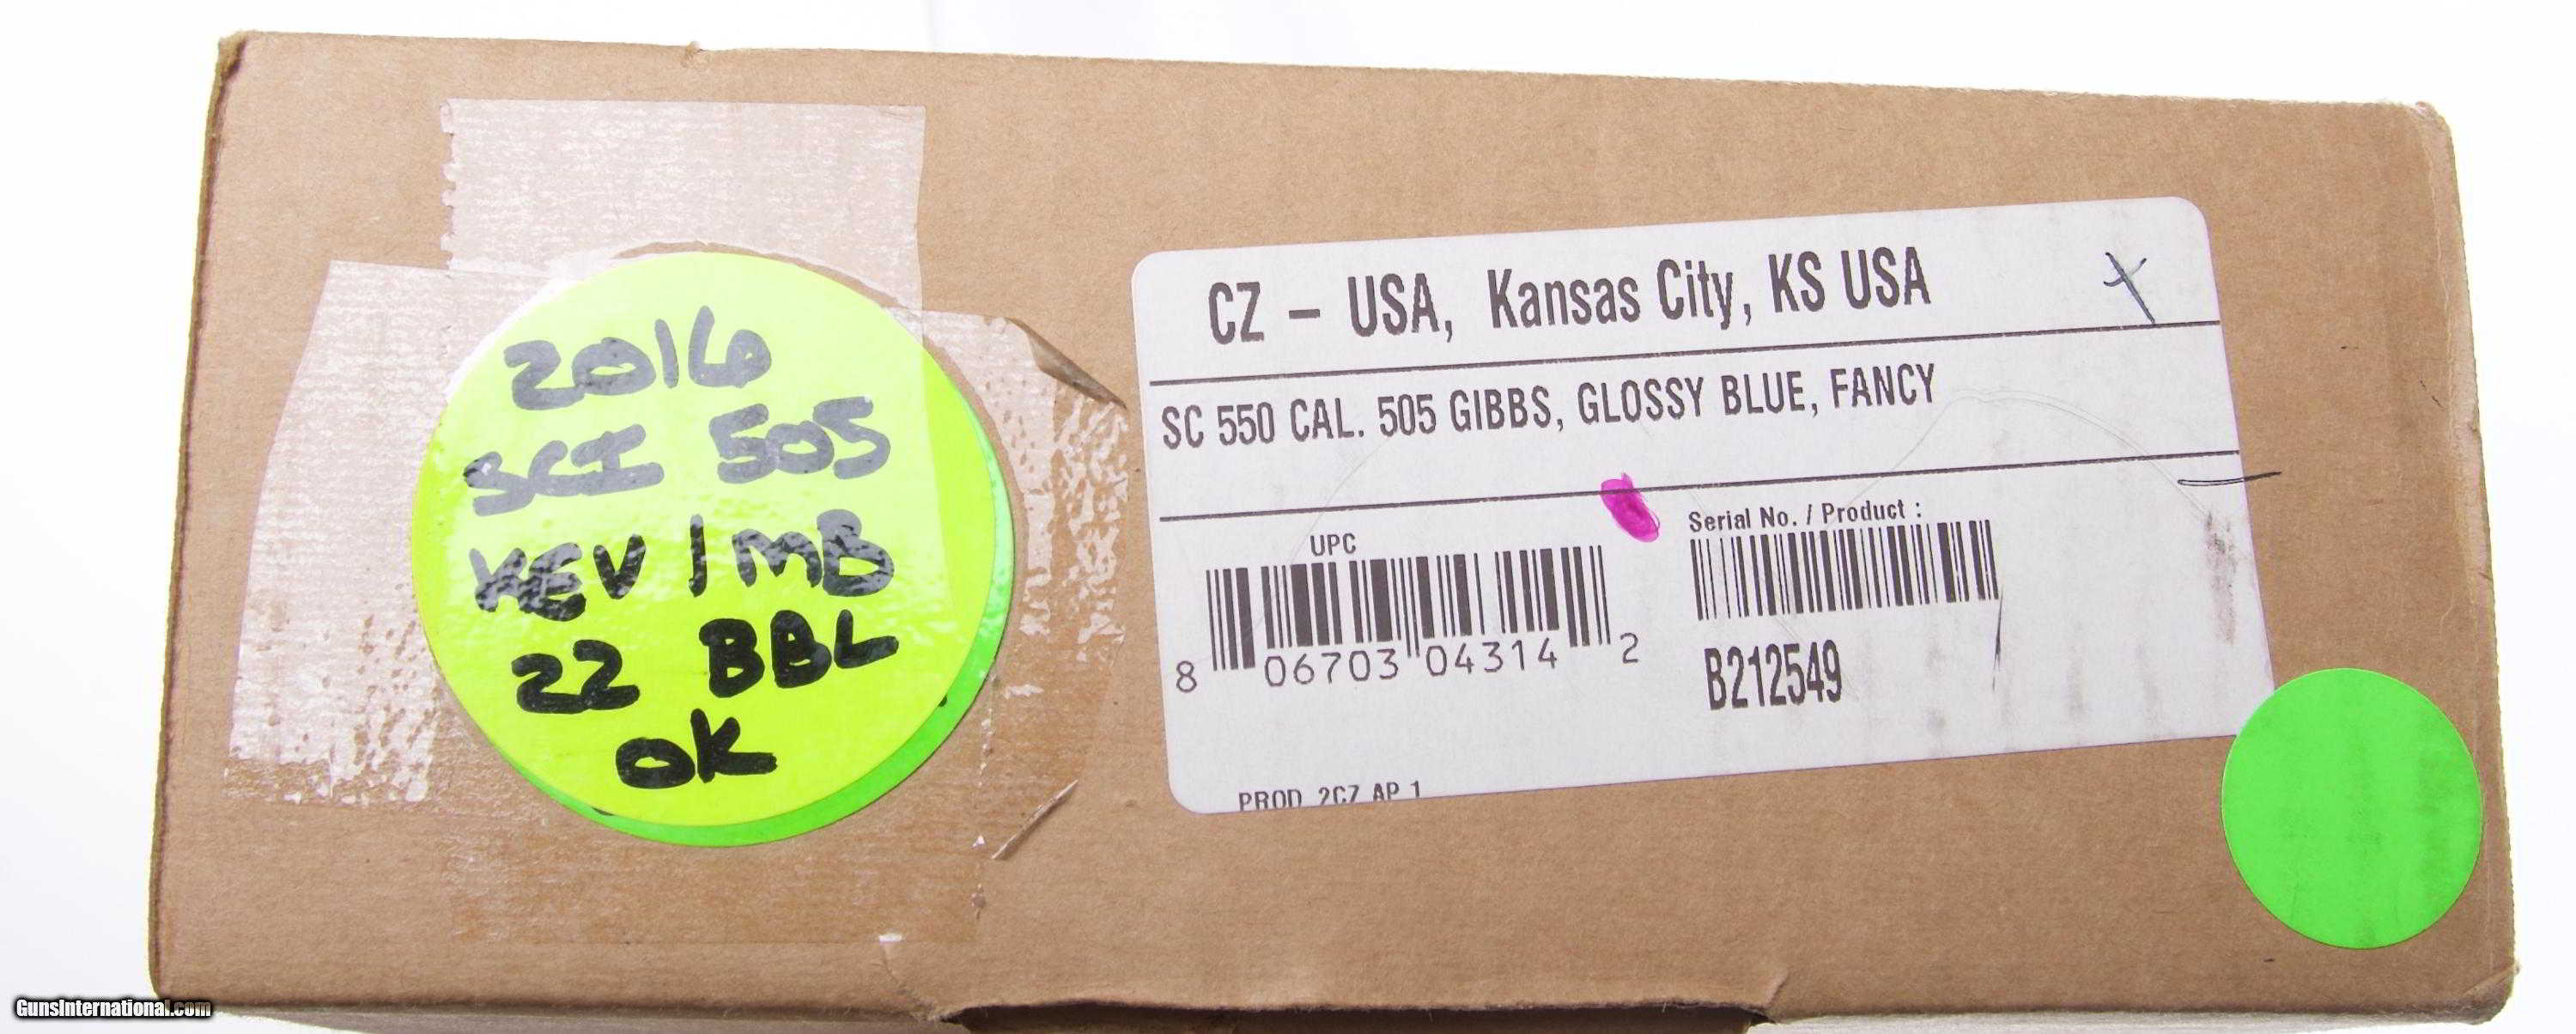 2016
SCI 505
KEV / MB
22 BBL
OK
CZ – USA, Kansas City, KS USA
SC 550 CAL. 505 GIBBS, GLOSSY BLUE, FANCY
UPC
8 06703 04314 2
Serial No. / Product :
B212549
PROD 2CZ AP 1
GunsInternational.com